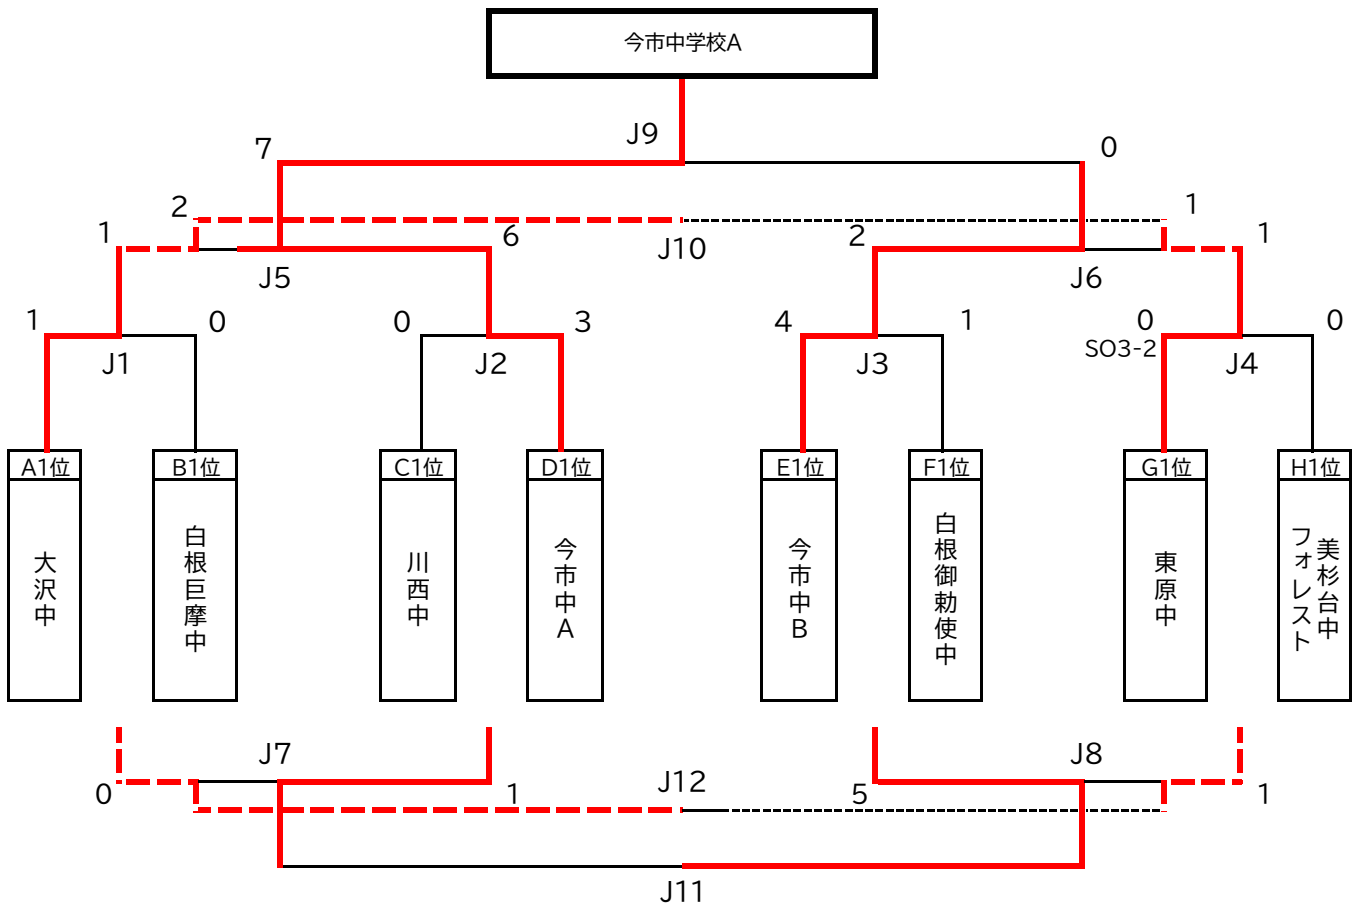 今市中学校A
7
J9
0
2
1
1
6
J10
2
1
J5
J6
1
0
0
3
4
1
0
0
SO3-2
J1
J2
J3
J4
A1位
B1位
C1位
D1位
E1位
F1位
G1位
H1位
大沢中
白根巨摩中
川西中
今市中A
今市中B
白根御勅使中
東原中
美杉台中
フォレスト
J7
J8
0
1
J12
5
1
J11